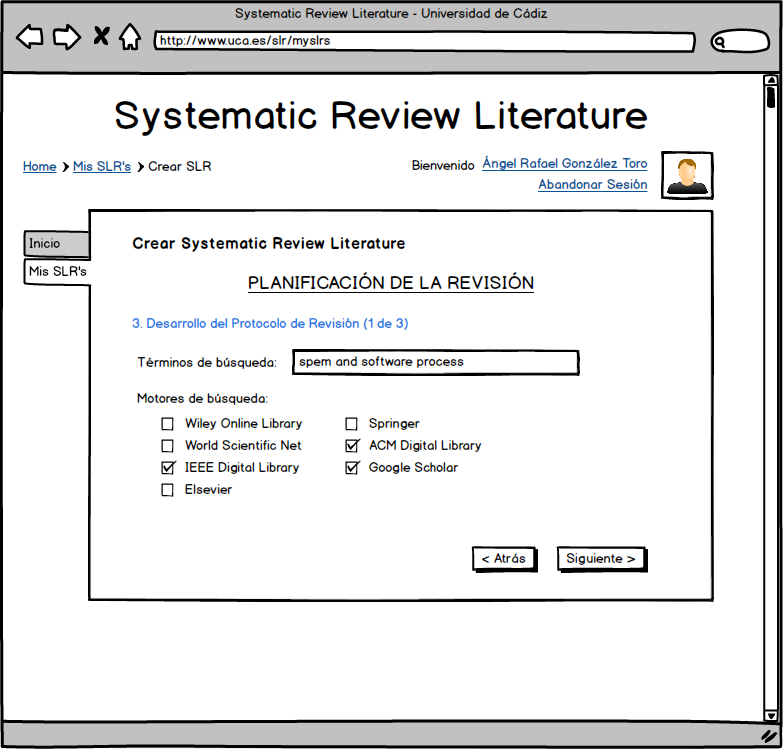 Systematic Review Literature - Universidad de Cádiz
http://www.uca.es/slr/myslrs
Systematic Review Literature
Home > Mis SLR's > Crear SLR
Bienvenido Ángel Rafael González Toro
Abandonar Sesión
Inicio
Mis SLR's
Crear Systematic Review Literature
PLANIFICACIÓN DE LA REVISIÓN
3. Desarrollo del Protocolo de Revisión (1 de 3)
Términos de búsqueda: spem and software process
Motores de búsqueda:
Wiley Online Library Springer
World Scientific Net ACM Digital Library
IEEE Digital Library Google Scholar
Elsevier
< Atrás Siguiente >